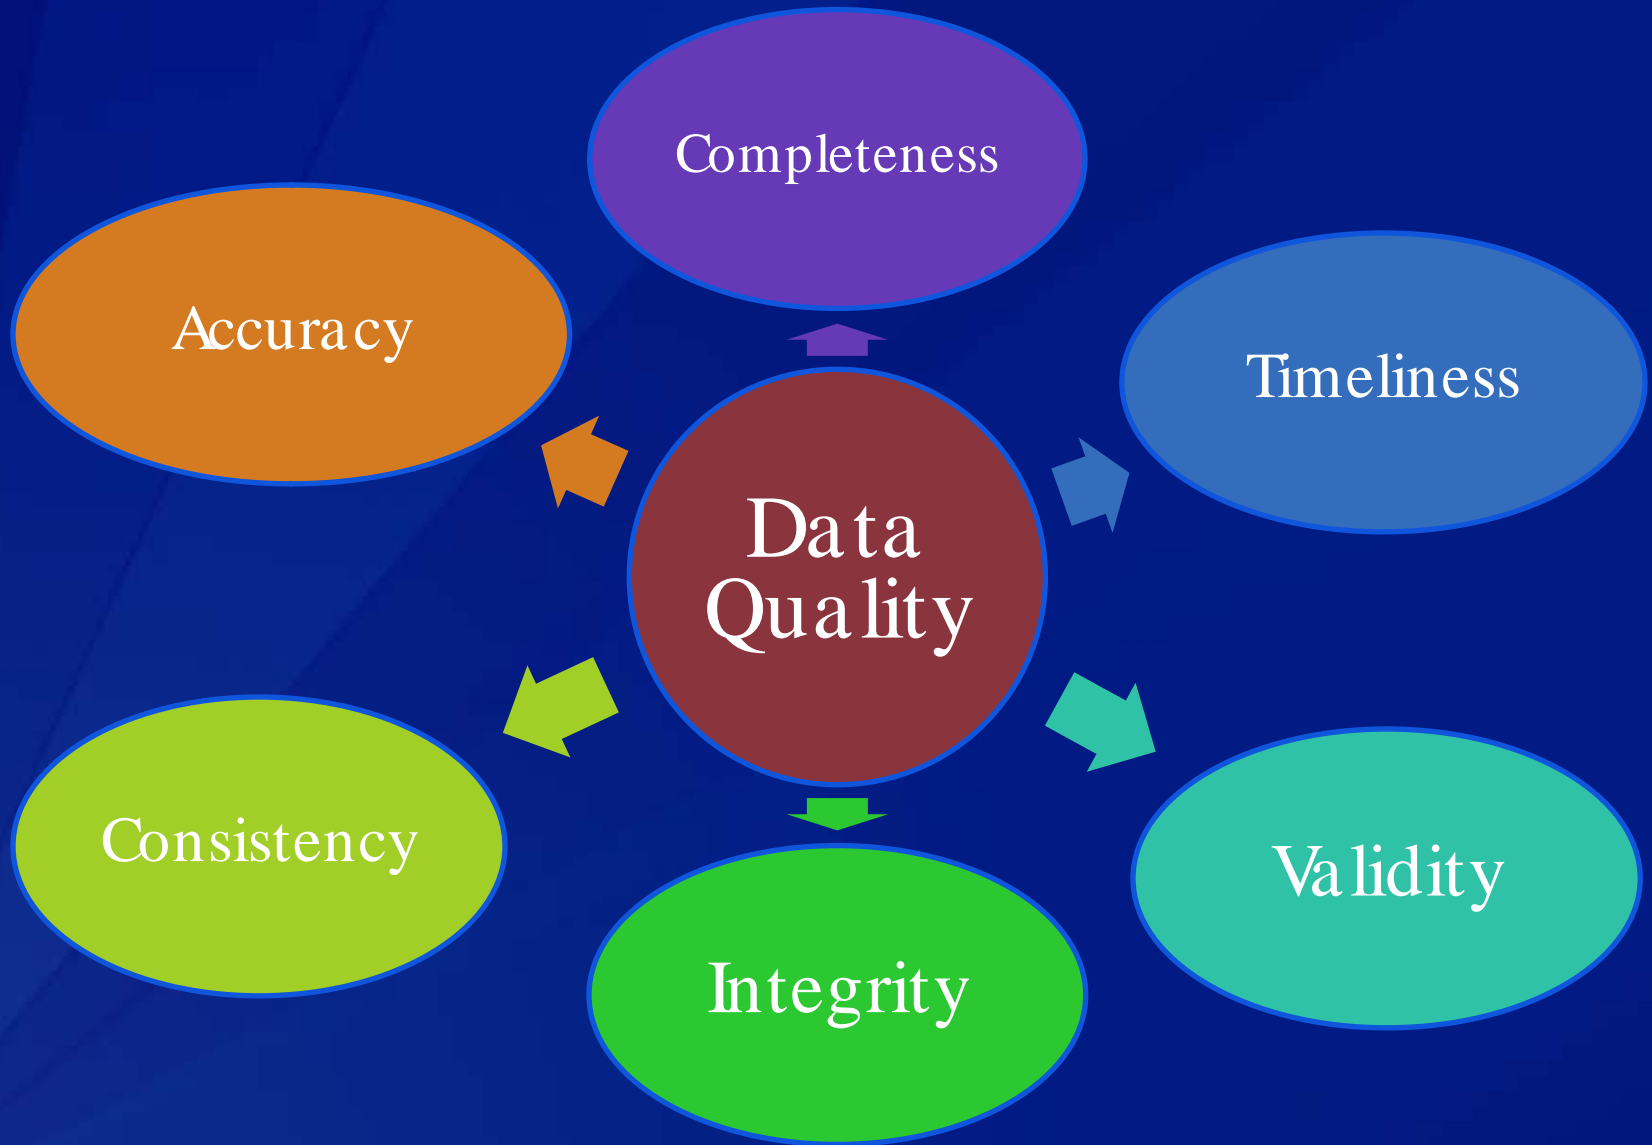 Completeness
Accuracy
Timeliness
Data
Quality
Consistency
Validity
Integrity